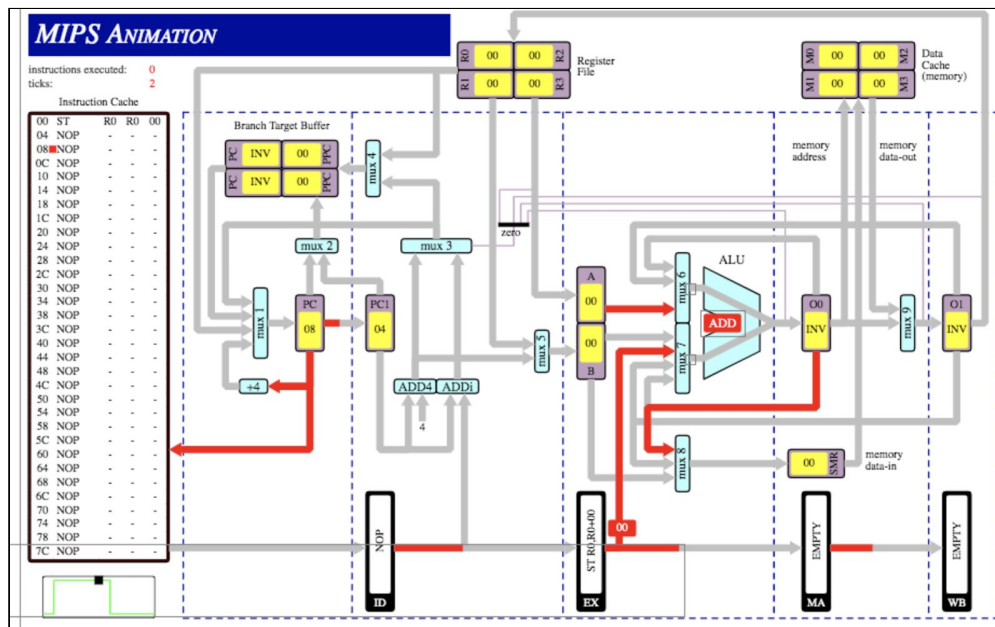 MIPS ANIMATION
instructions executed: 0
ticks: 2
Instruction Cache
00 ST R0 R0 00
04 NOP - - -
08 NOP - - -
0C NOP - - -
10 NOP - - -
14 NOP - - -
18 NOP - - -
1C NOP - - -
20 NOP - - -
24 NOP - - -
28 NOP - - -
2C NOP - - -
30 NOP - - -
34 NOP - - -
38 NOP - - -
3C NOP - - -
40 NOP - - -
44 NOP - - -
48 NOP - - -
4C NOP - - -
50 NOP - - -
54 NOP - - -
58 NOP - - -
5C NOP - - -
60 NOP - - -
64 NOP - - -
68 NOP - - -
6C NOP - - -
70 NOP - - -
74 NOP - - -
78 NOP - - -
7C NOP - - -
Branch Target Buffer
PC INV 00 PPC
PC INV 00 PPC
mux 4
mux 2
mux 3
mux 1
PC
08
PC1
04
+4
ADD4
ADDi
4
mux 5
R0 00 00 R2
R1 00 00 R3
Register
File
zero
A
00
00
B
mux 6
mux 7
ALU
ADD
mux 8
00
O0
INV
00 SMR
memory
data-in
M0 00 00 M2
M1 00 00 M3
Data
Cache
(memory)
memory
address
memory
data-out
mux 9
O1
INV
NOP
ID
ST R0,R0+00
EX
EMPTY
MA
EMPTY
WB